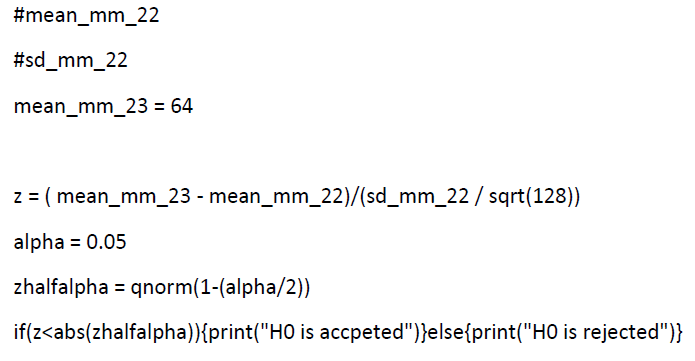 #mean_mm_22
#sd_mm_22
mean_mm_23 = 64
z = ( mean_mm_23 - mean_mm_22)/(sd_mm_22 / sqrt(128))
alpha = 0.05
zhalfalpha = qnorm(1-(alpha/2))
if(z<abs(zhalfalpha)){print("H0 is accpeted")}else{print("H0 is rejected")}